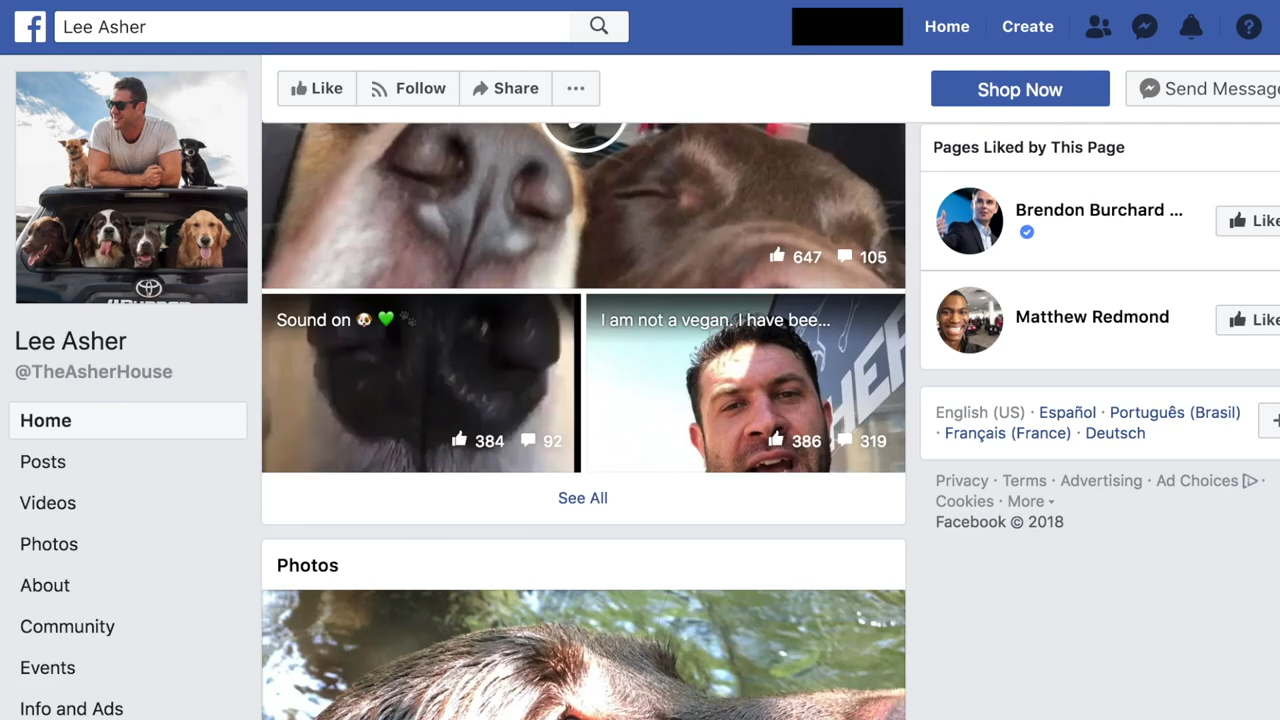 Lee Asher
Home
Create
Like
Follow
Share
Shop Now
Send Message
Lee Asher
@TheAsherHouse
Home
Posts
Videos
Photos
About
Community
Events
Info and Ads
647
105
Sound on 🐶 💚 🐾
384
92
I am not a vegan. I have bee...
386
319
See All
Photos
Pages Liked by This Page
Brendon Burchard ...
Like
Matthew Redmond
Like
English (US) · Español · Português (Brasil)
· Français (France) · Deutsch
Privacy · Terms · Advertising · Ad Choices ·
Cookies · More
Facebook © 2018